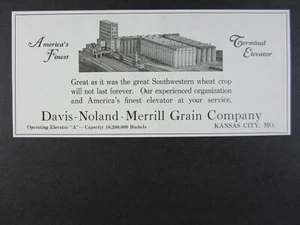 America's Finest
Terminal Elevator
Great as it was the great Southwestern wheat crop
will not last forever. Our experienced organization
and America's finest elevator at your service.
Davis-Noland-Merrill Grain Company
Operating Elevator "A"—Capacity 10,200,000 Bushels
KANSAS CITY, MO.